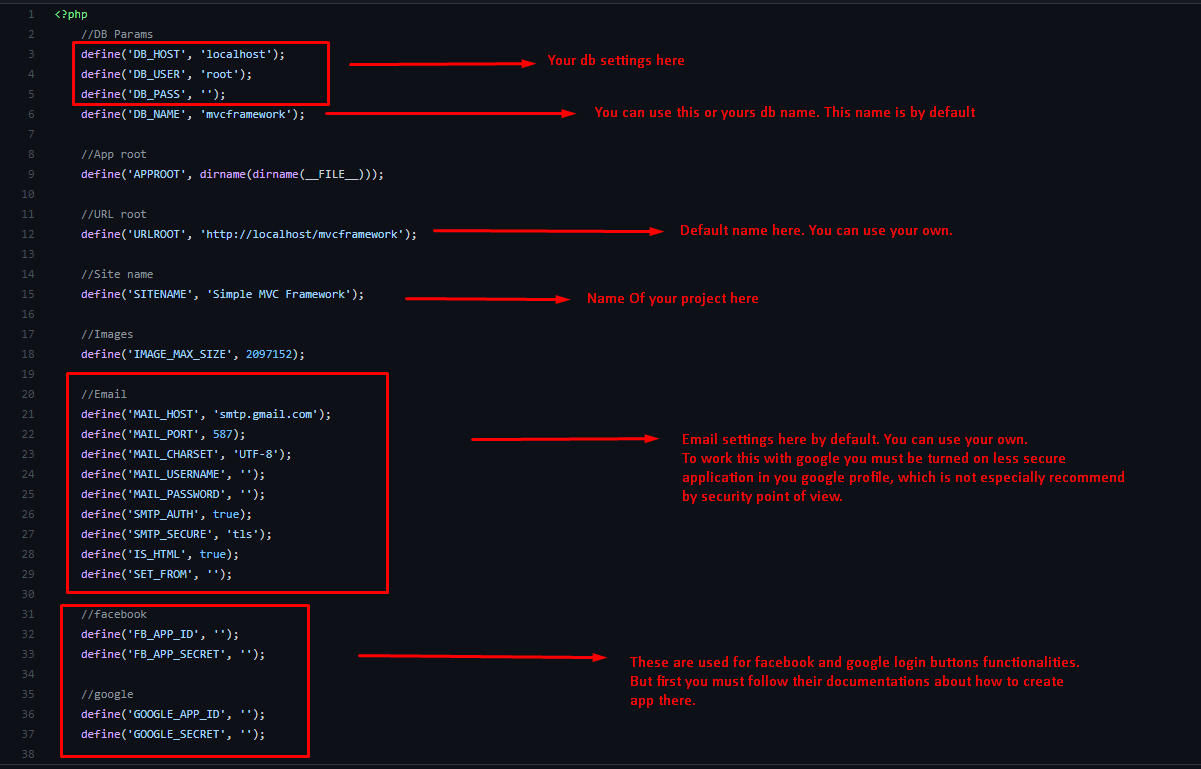 1 <?php
2 //DB Params
3 define('DB_HOST', 'localhost');
Your db settings here
4 define('DB_USER', 'root');
5 define('DB_PASS', '');
6 define('DB_NAME', 'mvcframework');
You can use this or yours db name. This name is by default
7
8 //App root
9 define('APPROOT', dirname(dirname(__FILE__)));
10
11 //URL root
12 define('URLROOT', 'http://localhost/mvcframework');
Default name here. You can use your own.
13
14 //Site name
15 define('SITENAME', 'Simple MVC Framework');
Name Of your project here
16
17 //Images
18 define('IMAGE_MAX_SIZE', 2097152);
19
20 //Email
21 define('MAIL_HOST', 'smtp.gmail.com');
22 define('MAIL_PORT', 587);
23 define('MAIL_CHARSET', 'UTF-8');
24 define('MAIL_USERNAME', '');
25 define('MAIL_PASSWORD', '');
26 define('SMTP_AUTH', true);
27 define('SMTP_SECURE', 'tls');
28 define('IS_HTML', true);
29 define('SET_FROM', '');
Email settings here by default. You can use your own.
To work this with google you must be turned on less secure
application in you google profile, which is not especially recommend
by security point of view.
30
31 //facebook
32 define('FB_APP_ID', '');
33 define('FB_APP_SECRET', '');
34
35 //google
36 define('GOOGLE_APP_ID', '');
37 define('GOOGLE_SECRET', '');
38
These are used for facebook and google login buttons functionalities.
But first you must follow their documentations about how to create
app there.